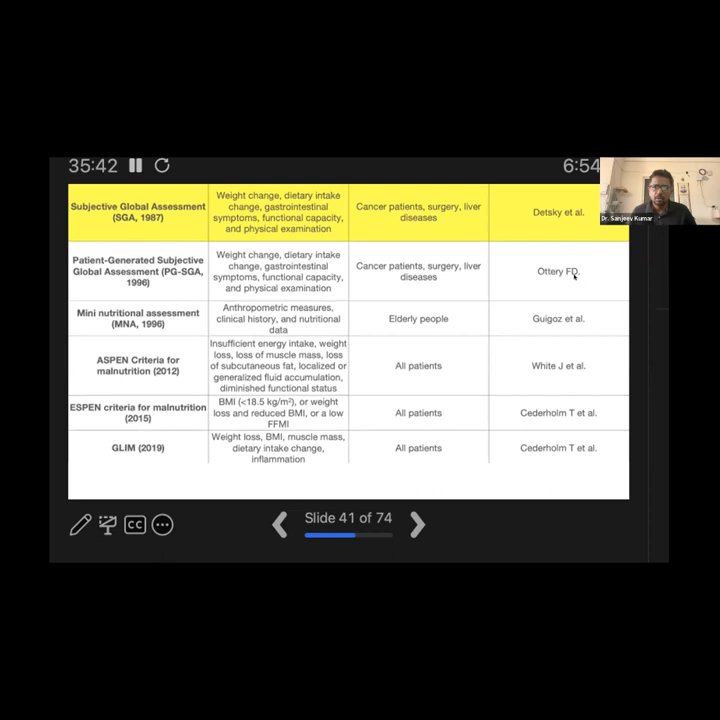 35:42
6:54
Dr. Sanjeev Kumar
Subjective Global Assessment
(SGA, 1987)
Weight change, dietary intake
change, gastrointestinal
symptoms, functional capacity,
and physical examination
Cancer patients, surgery, liver
diseases
Detsky et al.
Patient-Generated Subjective
Global Assessment (PG-SGA,
1996)
Weight change, dietary intake
change, gastrointestinal
symptoms, functional capacity,
and physical examination
Cancer patients, surgery, liver
diseases
Ottery FD.
Mini nutritional assessment
(MNA, 1996)
Anthropometric measures,
clinical history, and nutritional
data
Elderly people
Guigoz et al.
ASPEN Criteria for
malnutrition (2012)
Insufficient energy intake, weight
loss, loss of muscle mass, loss
of subcutaneous fat, localized or
generalized fluid accumulation,
diminished functional status
All patients
White J et al.
ESPEN criteria for malnutrition
(2015)
BMI (<18.5 kg/m²), or weight
loss and reduced BMI, or a low
FFMI
All patients
Cederholm T et al.
GLIM (2019)
Weight loss, BMI, muscle mass,
dietary intake change,
inflammation
All patients
Cederholm T et al.
CC
Slide 41 of 74